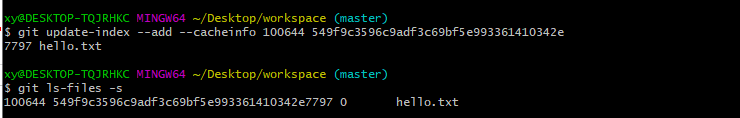 xy@DESKTOP-TQJRHKC MINGW64 ~/Desktop/workspace (master)
$ git update-index --add --cacheinfo 100644 549f9c3596c9adf3c69bf5e993361410342e
7797 hello.txt
xy@DESKTOP-TQJRHKC MINGW64 ~/Desktop/workspace (master)
$ git ls-files -s
100644 549f9c3596c9adf3c69bf5e993361410342e7797 0       hello.txt